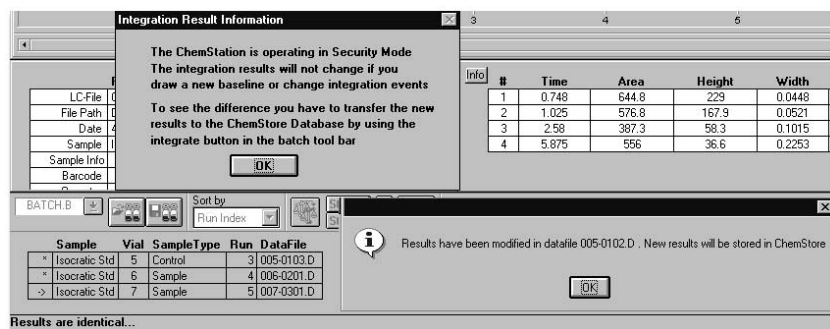 Integration Result Information
The ChemStation is operating in Security Mode
The integration results will not change if you
draw a new baseline or change integration events
To see the difference you have to transfer the new
results to the ChemStore Database by using the
integrate button in the batch tool bar
OK
3 4 5
Info # Time Area Height Width
1 0.748 644.8 229 0.0448
2 1.025 576.8 167.9 0.0521
3 2.58 387.3 58.3 0.1015
4 5.875 556 36.6 0.2253
LC-File
File Path
Date
Sample
Sample Info
Barcode
BATCH.B Sort by
Run Index
Sample Vial SampleType Run DataFile
* Isocratic Std 5 Control 3 005-0103.D
* Isocratic Std 6 Sample 4 006-0201.D
-> Isocratic Std 7 Sample 5 007-0301.D
Results have been modified in datafile 005-0102.D . New results will be stored in ChemStore
OK
Results are identical...